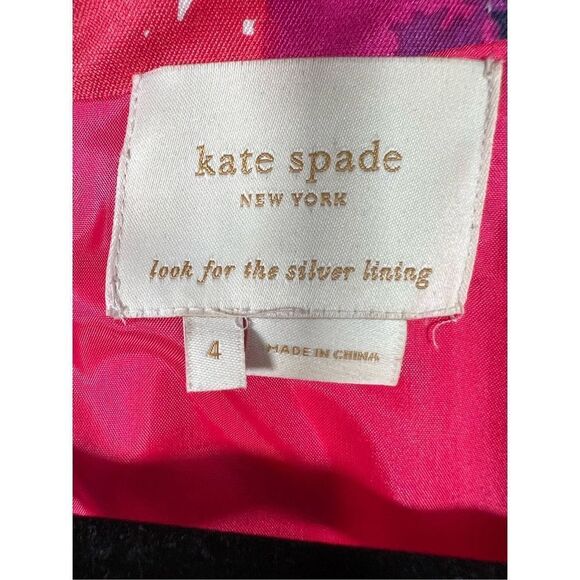 kate spade
NEW YORK
look for the silver lining
4
MADE IN CHINA